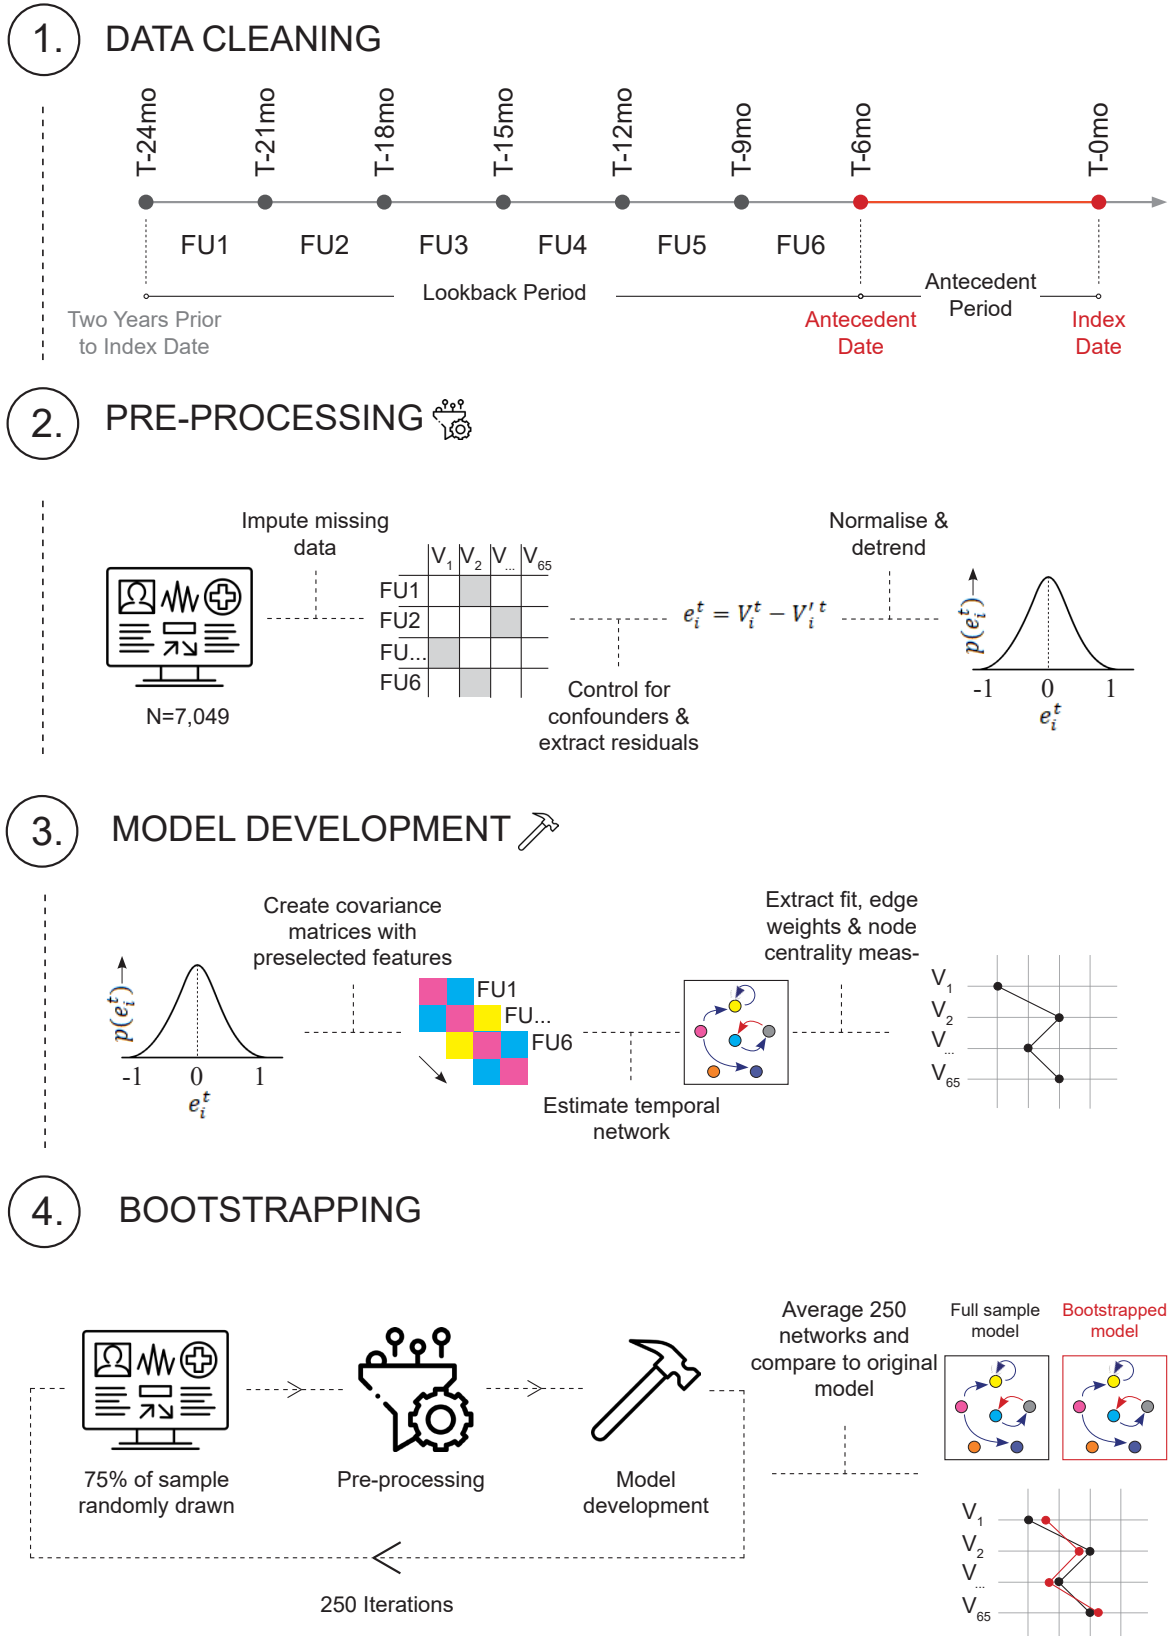 1. DATA CLEANING
T-24mo
T-21mo
T-18mo
T-15mo
T-12mo
T-9mo
T-6mo
T-0mo
FU1
FU2
FU3
FU4
FU5
FU6
Lookback Period
Antecedent
Period
Two Years Prior
to Index Date
Antecedent
Date
Index
Date
2. PRE-PROCESSING
N=7,049
Impute missing
data
V1 V2 V... V65
FU1
FU2
FU...
FU6
Control for
confounders &
extract residuals
e_i^t = V_i^t − V'_i^t
Normalise &
detrend
p(e_i^t)
-1 0 1
e_i^t
3. MODEL DEVELOPMENT
p(e_i^t)
-1 0 1
e_i^t
Create covariance
matrices with
preselected features
FU1
FU...
FU6
Estimate temporal
network
Extract fit, edge
weights & node
centrality meas-
V1
V2
V...
V65
4. BOOTSTRAPPING
75% of sample
randomly drawn
Pre-processing
Model
development
250 Iterations
Average 250
networks and
compare to original
model
Full sample
model
Bootstrapped
model
V1
V2
V...
V65